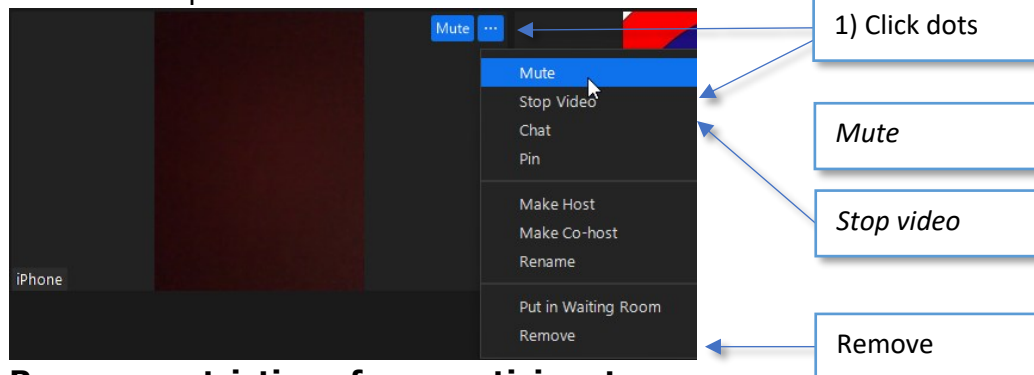 Mute ...
1) Click dots
Mute
Stop Video
Chat
Pin
Mute
Make Host
Make Co-host
Rename
Stop video
iPhone
Put in Waiting Room
Remove
Remove